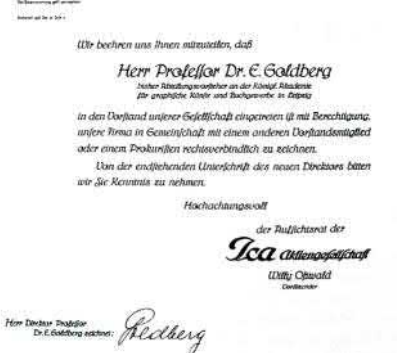 Wir beehren uns Ihnen mitzuteilen, daß
Herr Professor Dr. E. Goldberg
bisher Abteilungsvorsteher an der Königl. Akademie
für graphische Künste und Buchgewerbe in Leipzig
in den Vorstand unserer Gesellschaft eingetreten ist mit Berechtigung,
unsere Firma in Gemeinschaft mit einem anderen Vorstandsmitglied
oder einem Prokuristen rechtsverbindlich zu zeichnen.
Von der endstehenden Unterschrift des neuen Direktors bitten
wir Sie Kenntnis zu nehmen.
Hochachtungsvoll
der Aufsichtsrat der
Ica Aktiengesellschaft
Willy Oswald
Vorsitzender
Herr Direktor Professor
Dr. E. Goldberg zeichnet: Goldberg